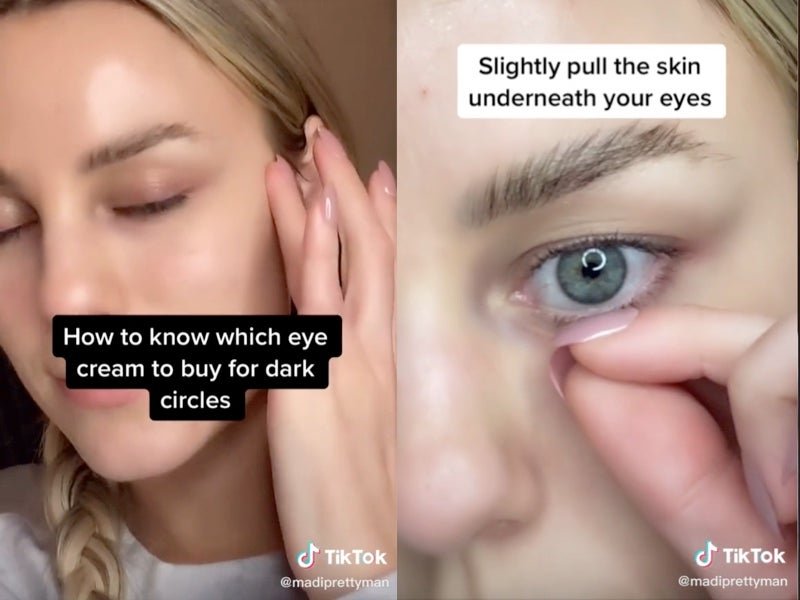 How to know which eye
cream to buy for dark
circles
TikTok
@madiprettyman
Slightly pull the skin
underneath your eyes
TikTok
@madiprettyman